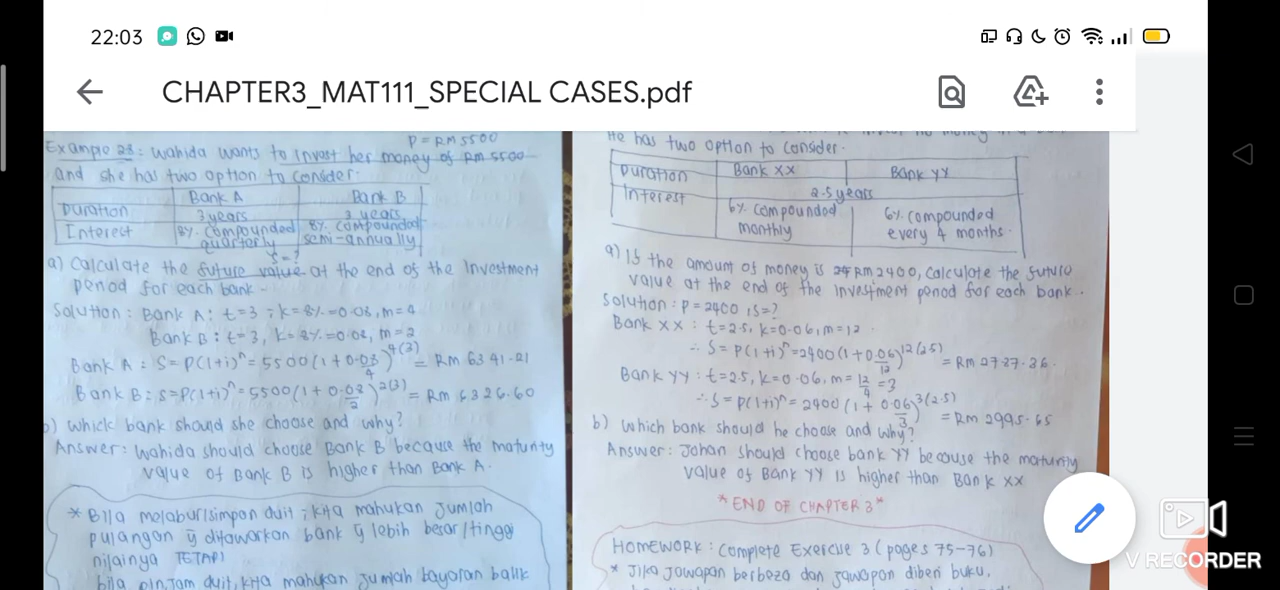 22:03
CHAPTER3_MAT111_SPECIAL CASES.pdf
P = RM 5500
Example 23: Wahida wants to invest her money of RM 5500
and she has two option to consider.
Bank A Bank B
Duration 3 years 3 years
Interest 8% compounded quarterly 8% compounded semi-annually
S = ?
a) Calculate the future value at the end of the investment
period for each bank.
Solution: Bank A: t=3, k=8%=0.08, m=4
Bank B: t=3, k=8%=0.08, m=2
Bank A: S=P(1+i)^n = 5500(1+0.08/4)^4(3) = RM 6341.21
Bank B: S=P(1+i)^n = 5500(1+0.08/2)^2(3) = RM 6326.60
b) Which bank should she choose and why?
Answer: Wahida should choose Bank B because the maturity
value of Bank B is higher than Bank A.
* Bila melabur/simpan duit, kita mahukan jumlah
pulangan yg ditawarkan bank yg lebih besar/tinggi
nilainya TETAPI
bila pinjam duit, kita mahukan jumlah bayaran balik
He has two option to consider.
Duration Bank XX Bank YY
2.5 years
Interest 6% compounded monthly 6% compounded every 4 months.
a) If the amount of money is RM2400, calculate the future
value at the end of the investment period for each bank.
Solution: P=2400, S=?
Bank XX: t=2.5, k=0.06, m=12
∴ S=P(1+i)^n = 2400(1+0.06/12)^12(2.5) = RM 2787.36.
Bank YY: t=2.5, k=0.06, m=12/4=3
∴ S=P(1+i)^n = 2400(1+0.06/3)^3(2.5) = RM 2995.65
b) Which bank should he choose and why?
Answer: Johan should choose bank YY because the maturity
value of Bank YY is higher than Bank XX
*END OF CHAPTER 3*
HOMEWORK: Complete Exercise 3 (pages 75-76)
* Jika jawapan berbeza dan jawapan diberi buku,
V RECORDER